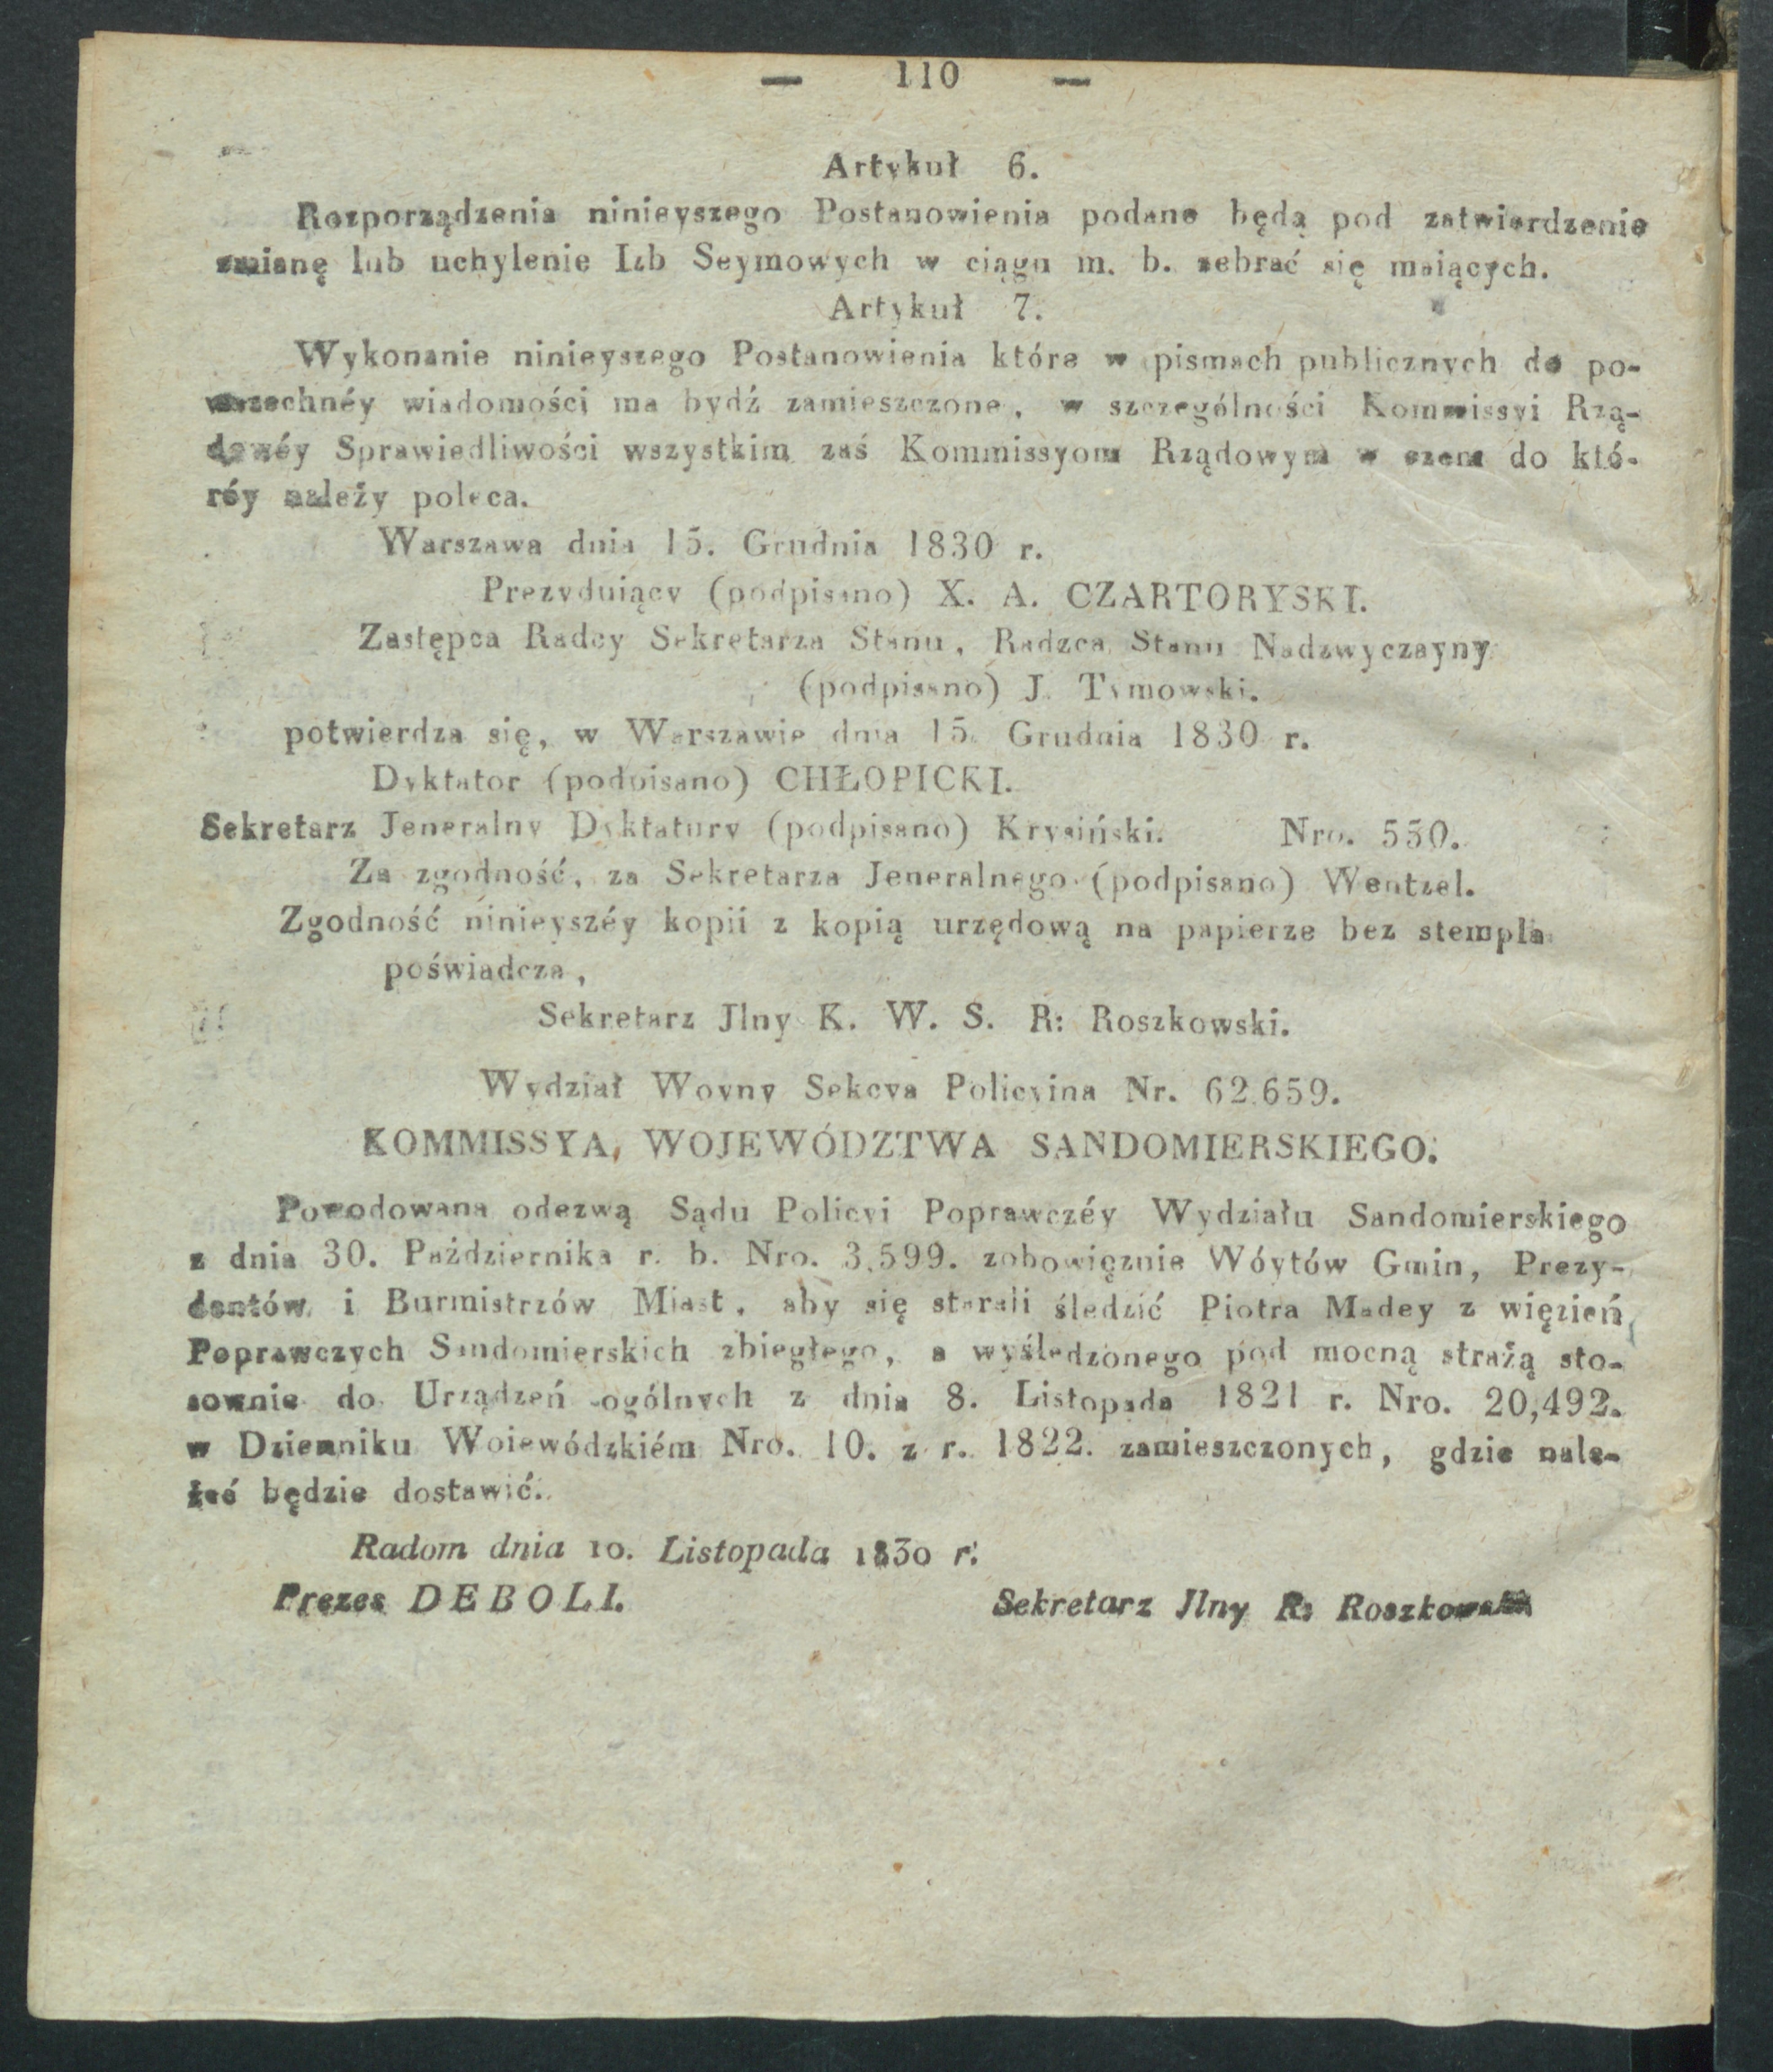 — 110 —
Artykuł 6.
Rozporządzenia ninieyszego Postanowienia podane będą pod zatwierdzenie
zmianę lub uchylenie Izb Seymowych w ciągu m. b. zebrać się maiących.
Artykuł 7.
Wykonanie ninieyszego Postanowienia które w pismach publicznych do po-
wszechnéy wiadomości ma bydź zamieszczone, w szczególności Kommissyi Rzą-
dowéy Sprawiedliwości wszystkim zaś Kommissyom Rządowym w czem do któ-
réy należy poleca.
Warszawa dnia 15. Grudnia 1830 r.
Prezyduiący (podpisano) X. A. CZARTORYSKI.
Zastępca Radcy Sekretarza Stanu, Radzca Stanu Nadzwyczayny
(podpisano) J. Tymowski.
potwierdza się, w Warszawie dnia 15. Grudnia 1830 r.
Dyktator (podpisano) CHŁOPICKI.
Sekretarz Jeneralny Dyktatury (podpisano) Krysiński. Nro. 550.
Za zgodność, za Sekretarza Jeneralnego (podpisano) Wentzel.
Zgodność ninieyszéy kopii z kopią urzędową na papierze bez stempla
poświadcza,
Sekretarz Jlny K. W. S. R: Roszkowski.
Wydział Woyny Sekcya Policyina Nr. 62.659.
KOMMISSYA, WOJEWÓDZTWA SANDOMIERSKIEGO.
Powodowana odezwą Sądu Policyi Poprawczéy Wydziału Sandomierskiego
z dnia 30. Października r. b. Nro. 3,599. zobowięzuie Wóytów Gmin, Prezy-
dentów i Burmistrzów Miast, aby się starali śledzić Piotra Madey z więzień
Poprawczych Sandomierskich zbiegłego, a wyśledzonego pod mocną strażą sto-
sownie do Urządzeń ogólnych z dnia 8. Listopada 1821 r. Nro. 20,492.
w Dzienniku Woiewódzkiém Nro. 10. z r. 1822. zamieszczonych, gdzie nale-
żeć będzie dostawić.
Radom dnia 10. Listopada 1830 r.
Prezes DEBOLI. Sekretarz Jlny R: Roszkowski